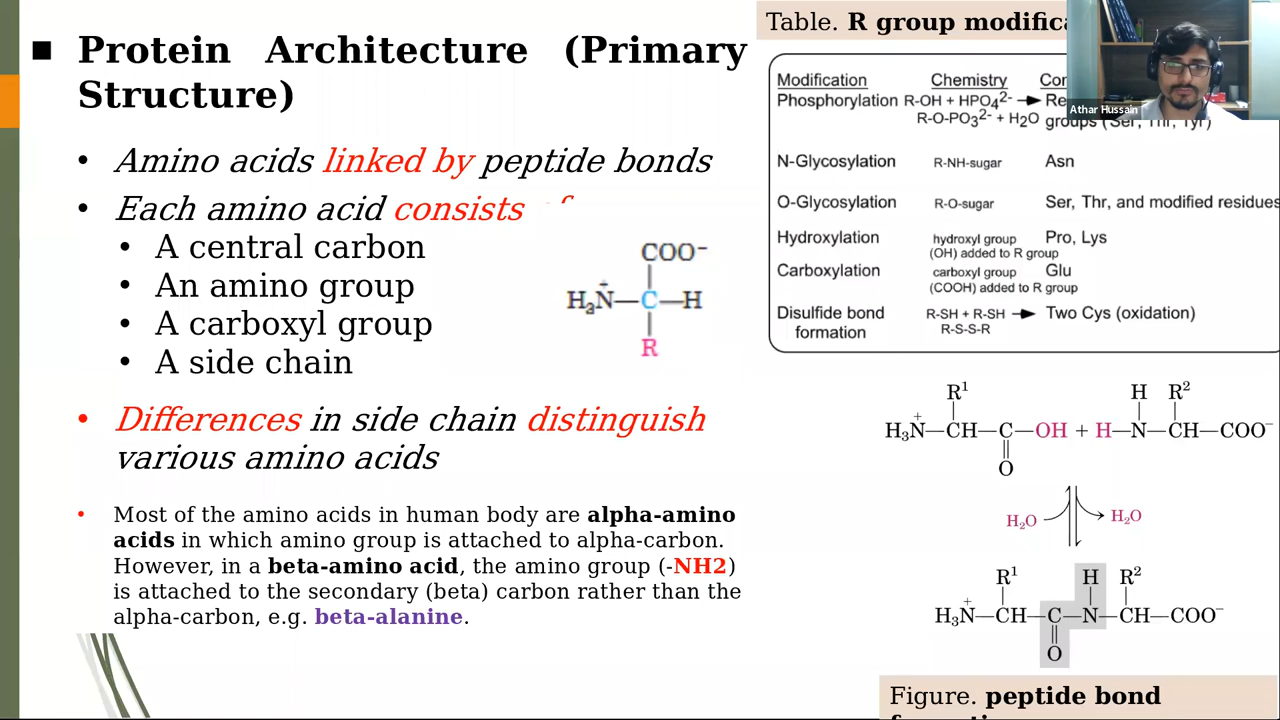 ▪ Protein Architecture (Primary
Structure)
• Amino acids linked by peptide bonds
• Each amino acid consists of
• A central carbon
• An amino group
• A carboxyl group
• A side chain
COO⁻
H₃N⁺—C—H
R
• Differences in side chain distinguish
various amino acids
• Most of the amino acids in human body are alpha-amino
acids in which amino group is attached to alpha-carbon.
However, in a beta-amino acid, the amino group (-NH2)
is attached to the secondary (beta) carbon rather than the
alpha-carbon, e.g. beta-alanine.
Table. R group
Athar Hussain
Modification Chemistry
Phosphorylation R-OH + HPO₄²⁻ →
R-O-PO₃²⁻ + H₂O groups (Ser, Thr, Tyr)
N-Glycosylation R-NH-sugar Asn
O-Glycosylation R-O-sugar Ser, Thr, and modified residues
Hydroxylation hydroxyl group Pro, Lys
(OH) added to R group
Carboxylation carboxyl group Glu
(COOH) added to R group
Disulfide bond R-SH + R-SH → Two Cys (oxidation)
formation R-S-S-R
R¹ H R²
H₃N⁺—CH—C—OH + H—N—CH—COO⁻
O
H₂O H₂O
R¹ H R²
H₃N⁺—CH—C—N—CH—COO⁻
O
Figure. peptide bond